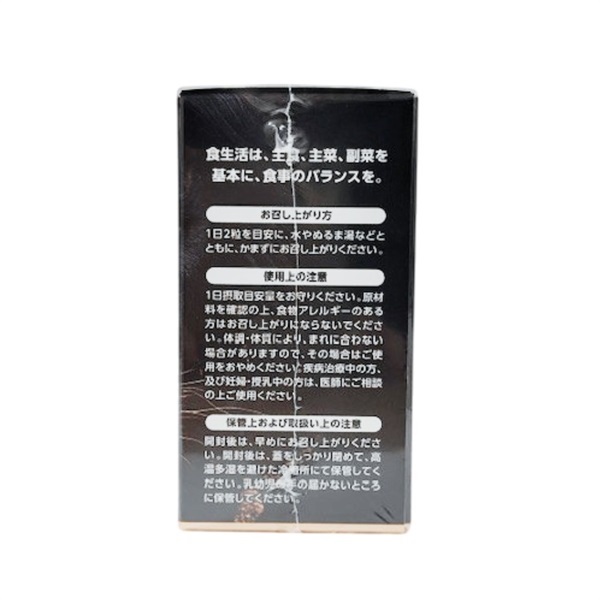 食生活は、主食、主菜、副菜を
基本に、食事のバランスを。
お召し上がり方
1日2粒を目安に、水やぬるま湯などと
ともに、かまずにお召し上がりください。
使用上の注意
1日摂取目安量をお守りください。原材
料を確認の上、食物アレルギーのある
方はお召し上がりにならないでくださ
い。体調・体質により、まれに合わない
場合がありますので、その場合はご使
用をおやめください。疾病治療中の方、
及び妊婦・授乳中の方は、医師にご相談
の上ご使用ください。
保管上および取扱い上の注意
開封後は、早めにお召し上がりくださ
い。開封後は、蓋をしっかり閉めて、高
温多湿を避けた冷暗所にて保管してく
ださい。乳幼児の手の届かないところ
に保管してください。